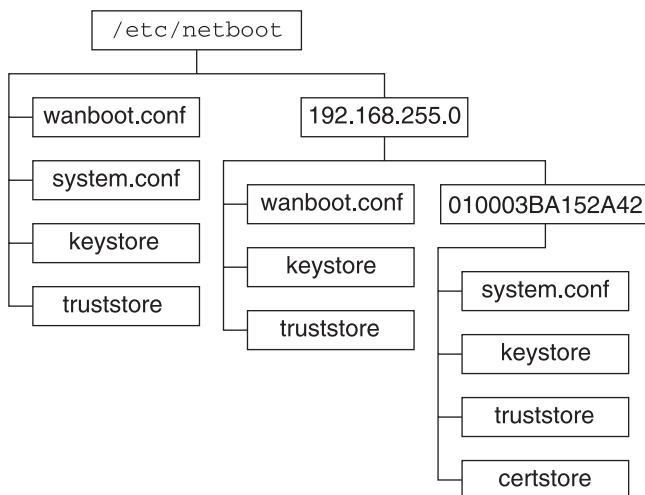 /etc/netboot
wanboot.conf
system.conf
keystore
truststore
192.168.255.0
wanboot.conf
keystore
truststore
010003BA152A42
system.conf
keystore
truststore
certstore